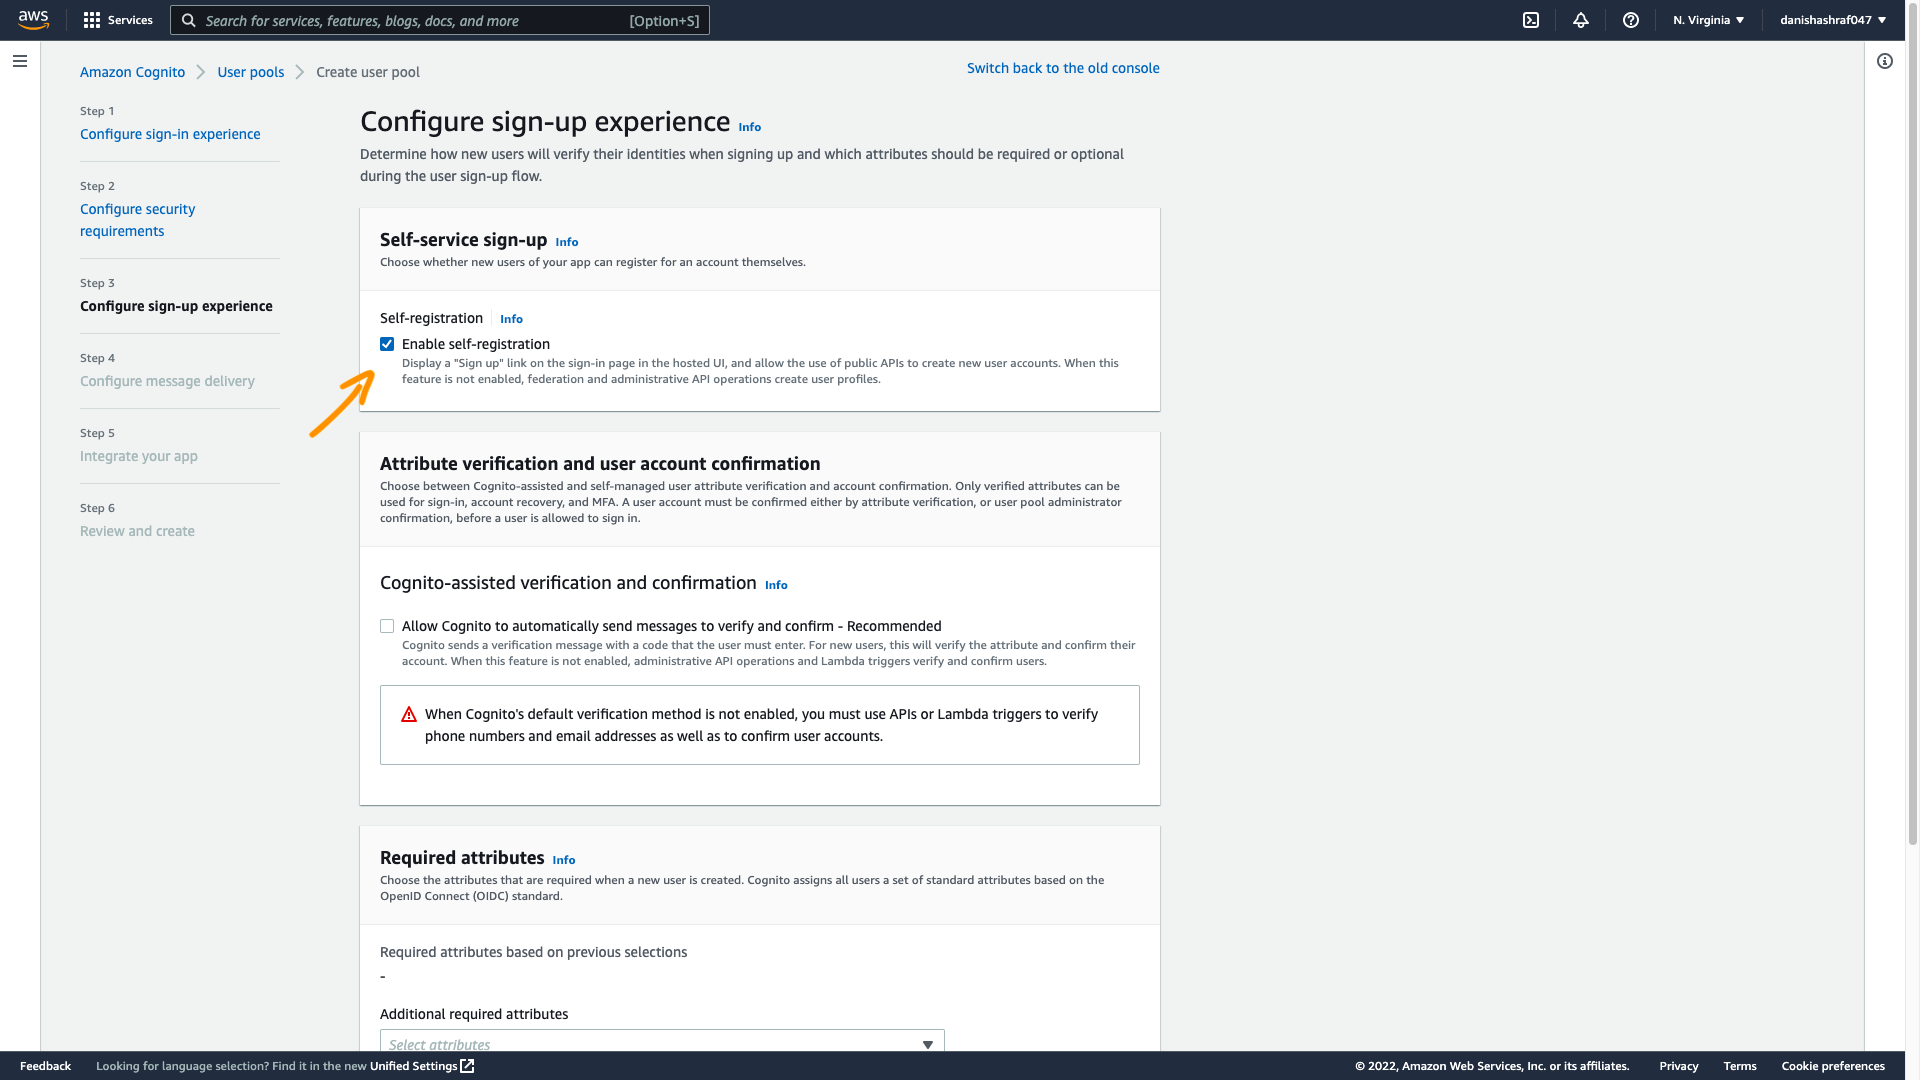 aws
Services
Search for services, features, blogs, docs, and more
[Option+S]
N. Virginia
danishashraf047
Amazon Cognito
User pools
Create user pool
Switch back to the old console
Step 1
Configure sign-in experience
Step 2
Configure security
requirements
Step 3
Configure sign-up experience
Step 4
Configure message delivery
Step 5
Integrate your app
Step 6
Review and create
Configure sign-up experience Info
Determine how new users will verify their identities when signing up and which attributes should be required or optional
during the user sign-up flow.
Self-service sign-up Info
Choose whether new users of your app can register for an account themselves.
Self-registration Info
Enable self-registration
Display a "Sign up" link on the sign-in page in the hosted UI, and allow the use of public APIs to create new user accounts. When this
feature is not enabled, federation and administrative API operations create user profiles.
Attribute verification and user account confirmation
Choose between Cognito-assisted and self-managed user attribute verification and account confirmation. Only verified attributes can be
used for sign-in, account recovery, and MFA. A user account must be confirmed either by attribute verification, or user pool administrator
confirmation, before a user is allowed to sign in.
Cognito-assisted verification and confirmation Info
Allow Cognito to automatically send messages to verify and confirm - Recommended
Cognito sends a verification message with a code that the user must enter. For new users, this will verify the attribute and confirm their
account. When this feature is not enabled, administrative API operations and Lambda triggers verify and confirm users.
When Cognito's default verification method is not enabled, you must use APIs or Lambda triggers to verify
phone numbers and email addresses as well as to confirm user accounts.
Required attributes Info
Choose the attributes that are required when a new user is created. Cognito assigns all users a set of standard attributes based on the
OpenID Connect (OIDC) standard.
Required attributes based on previous selections
-
Additional required attributes
Select attributes
Feedback
Looking for language selection? Find it in the new Unified Settings
© 2022, Amazon Web Services, Inc. or its affiliates.
Privacy
Terms
Cookie preferences